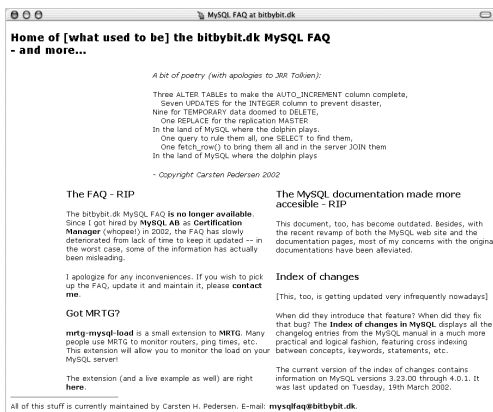 MySQL FAQ at bitbybit.dk
Home of [what used to be] the bitbybit.dk MySQL FAQ
- and more...
A bit of poetry (with apologies to JRR Tolkien):
Three ALTER TABLEs to make the AUTO_INCREMENT column complete,
Seven UPDATES for the INTEGER column to prevent disaster,
Nine for TEMPORARY data doomed to DELETE,
One REPLACE for the replication MASTER
In the land of MySQL where the dolphin plays.
One query to rule them all, one SELECT to find them,
One fetch_row() to bring them all and in the server JOIN them
In the land of MySQL where the dolphin plays
- Copyright Carsten Pedersen 2002
The FAQ - RIP
The bitbybit.dk MySQL FAQ is no longer available.
Since I got hired by MySQL AB as Certification
Manager (whopee!) in 2002, the FAQ has slowly
deteriorated from lack of time to keep it updated -- in
the worst case, some of the information has actually
been misleading.
I apologize for any inconveniences. If you wish to pick
up the FAQ, update it and maintain it, please contact
me.
Got MRTG?
mrtg-mysql-load is a small extension to MRTG. Many
people use MRTG to monitor routers, ping times, etc.
This extension will allow you to monitor the load on your
MySQL server!
The extension (and a live example as well) are right
here.
The MySQL documentation made more
accesible - RIP
This document, too, has become outdated. Besides, with
the recent revamp of both the MySQL web site and the
documentation pages, most of my concerns with the origina
documentations have been alleviated.
Index of changes
[This, too, is getting updated very infrequently nowadays]
When did they introduce that feature? When did they fix
that bug? The Index of changes in MySQL displays all the
changelog entries from the MySQL manual in a much more
practical and logical fashion, featuring cross indexing
between concepts, keywords, statements, etc.
The current version of the index of changes contains
information on MySQL versions 3.23.00 through 4.0.1. It
was last updated on Tuesday, 19th March 2002.
All of this stuff is currently maintained by Carsten H. Pedersen. E-mail: mysqlfaq@bitbybit.dk.